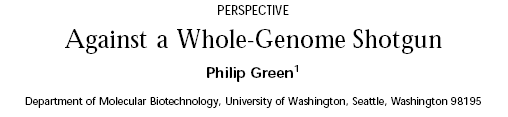 PERSPECTIVE
Against a Whole-Genome Shotgun
Philip Green1
Department of Molecular Biotechnology, University of Washington, Seattle, Washington 98195